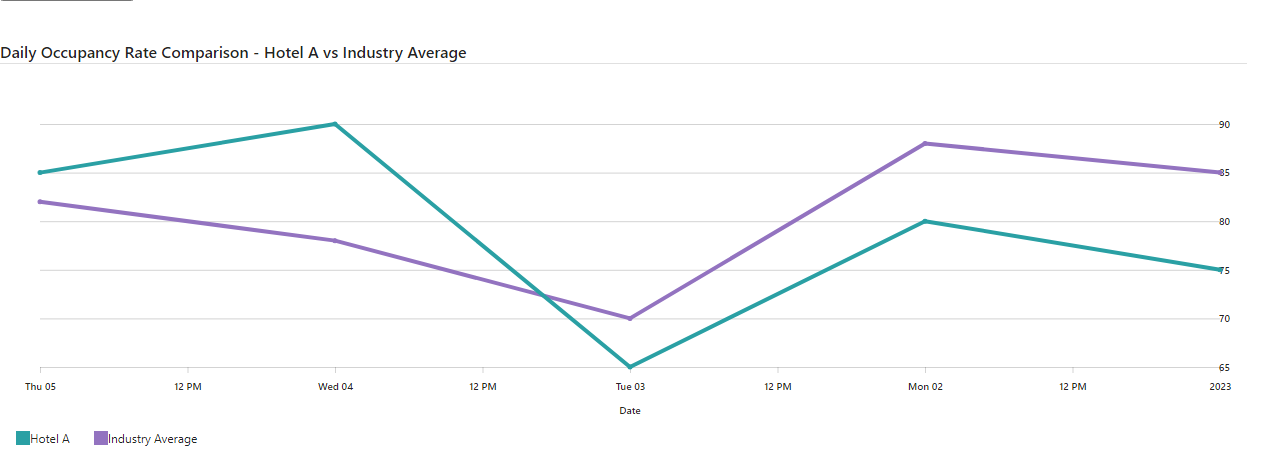 Daily Occupancy Rate Comparison - Hotel A vs Industry Average
90
85
80
75
70
65
Thu 05 12 PM Wed 04 12 PM Tue 03 12 PM Mon 02 12 PM 2023
Date
Hotel A Industry Average